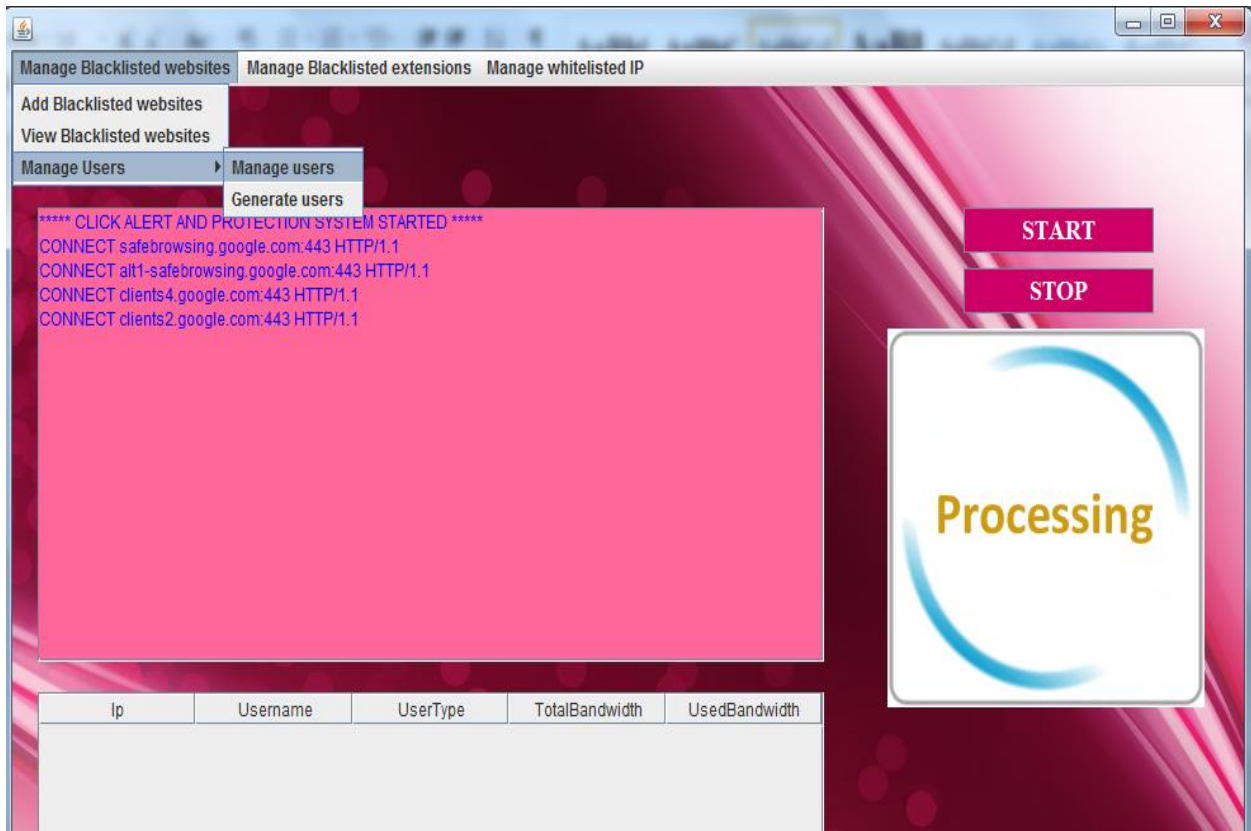 Manage Blacklisted websites Manage Blacklisted extensions Manage whitelisted IP
Add Blacklisted websites
View Blacklisted websites
Manage Users Manage users
Generate users
***** CLICK ALERT AND PROTECTION SYSTEM STARTED *****
CONNECT safebrowsing.google.com:443 HTTP/1.1
CONNECT alt1-safebrowsing.google.com:443 HTTP/1.1
CONNECT clients4.google.com:443 HTTP/1.1
CONNECT clients2.google.com:443 HTTP/1.1
START
STOP
Processing
Ip Username UserType TotalBandwidth UsedBandwidth